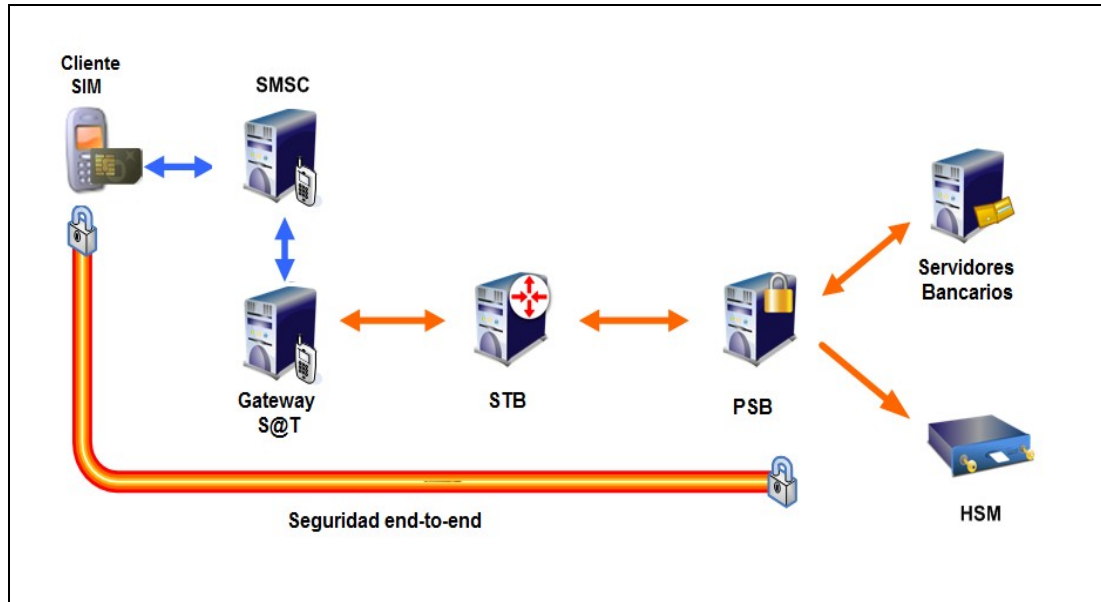 Cliente
SIM
SMSC
Servidores
Bancarios
Gateway
S@T
STB
PSB
HSM
Seguridad end-to-end